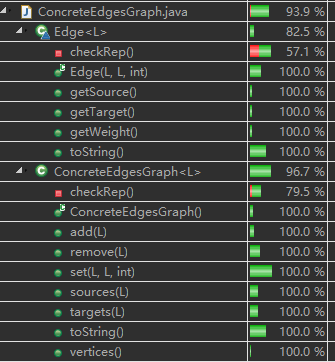 ConcreteEdgesGraph.java 93.9 %
Edge<L> 82.5 %
checkRep() 57.1 %
Edge(L, L, int) 100.0 %
getSource() 100.0 %
getTarget() 100.0 %
getWeight() 100.0 %
toString() 100.0 %
ConcreteEdgesGraph<L> 96.7 %
checkRep() 79.5 %
ConcreteEdgesGraph() 100.0 %
add(L) 100.0 %
remove(L) 100.0 %
set(L, L, int) 100.0 %
sources(L) 100.0 %
targets(L) 100.0 %
toString() 100.0 %
vertices() 100.0 %